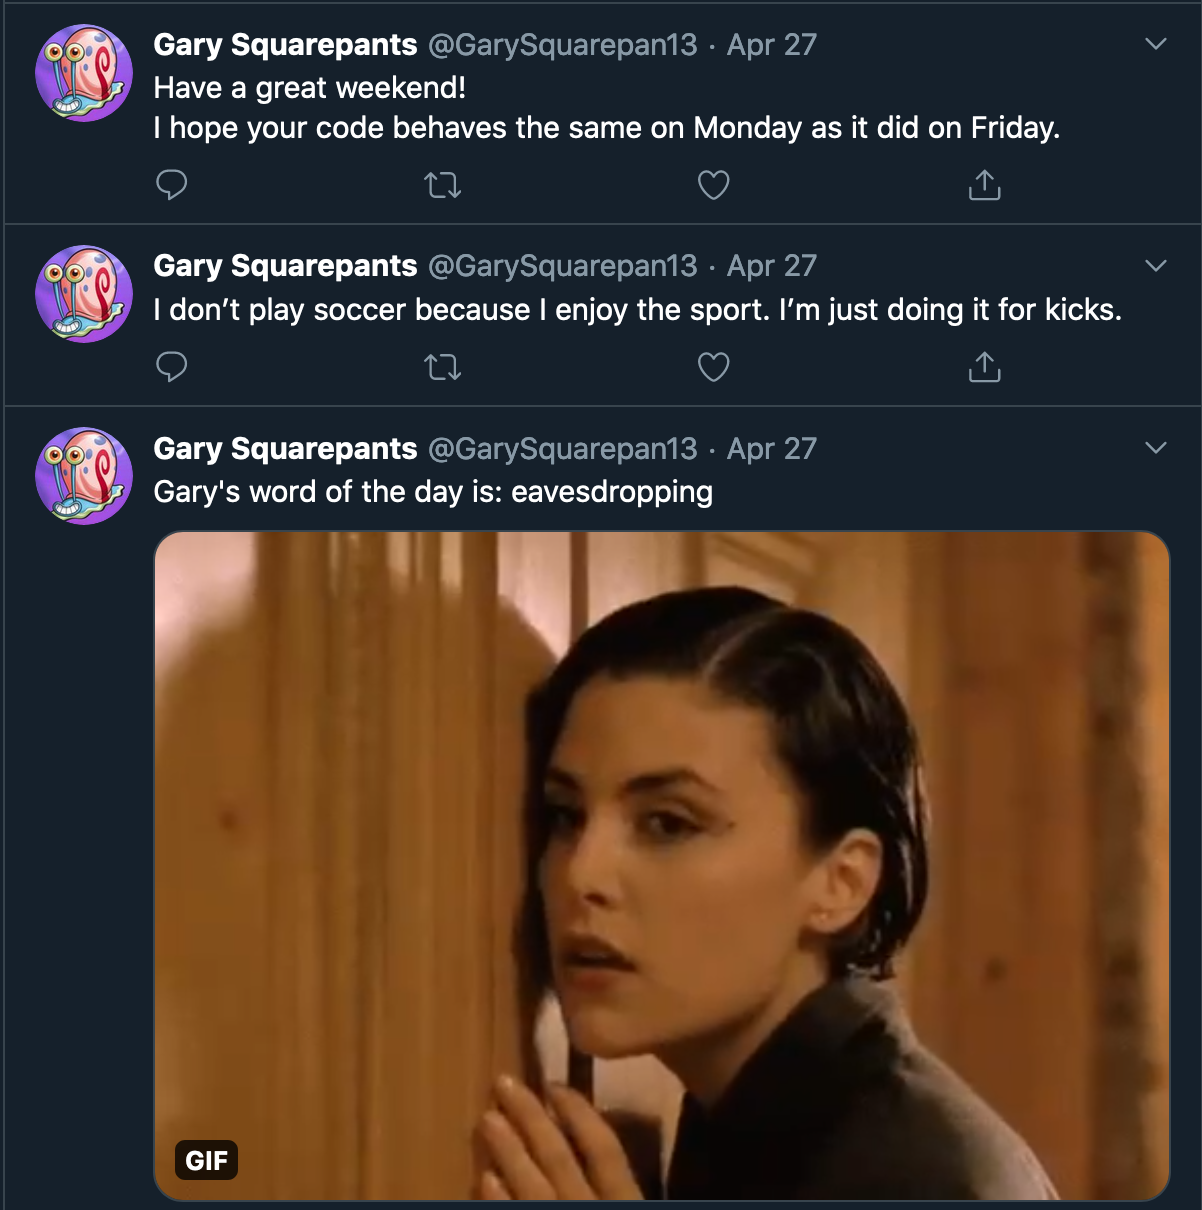 Gary Squarepants @GarySquarepan13 · Apr 27
Have a great weekend!
I hope your code behaves the same on Monday as it did on Friday.
Gary Squarepants @GarySquarepan13 · Apr 27
I don’t play soccer because I enjoy the sport. I’m just doing it for kicks.
Gary Squarepants @GarySquarepan13 · Apr 27
Gary's word of the day is: eavesdropping
GIF